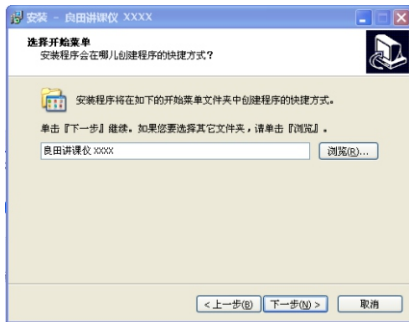 安装 - 良田讲课仪 XXXX
选择开始菜单
安装程序会在哪儿创建程序的快捷方式?
安装程序将在如下的开始菜单文件夹中创建程序的快捷方式。
单击『下一步』继续。如果您要选择其它文件夹,请单击『浏览』。
良田讲课仪 XXXX
浏览(R)...
< 上一步(B)
下一步(N) >
取消